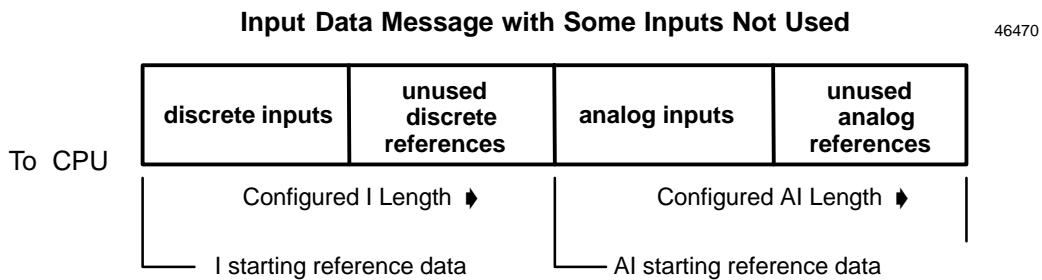 Input Data Message with Some Inputs Not Used
46470
discrete inputs
unused
discrete
references
analog inputs
unused
analog
references
To CPU
Configured I Length
Configured AI Length
I starting reference data
AI starting reference data